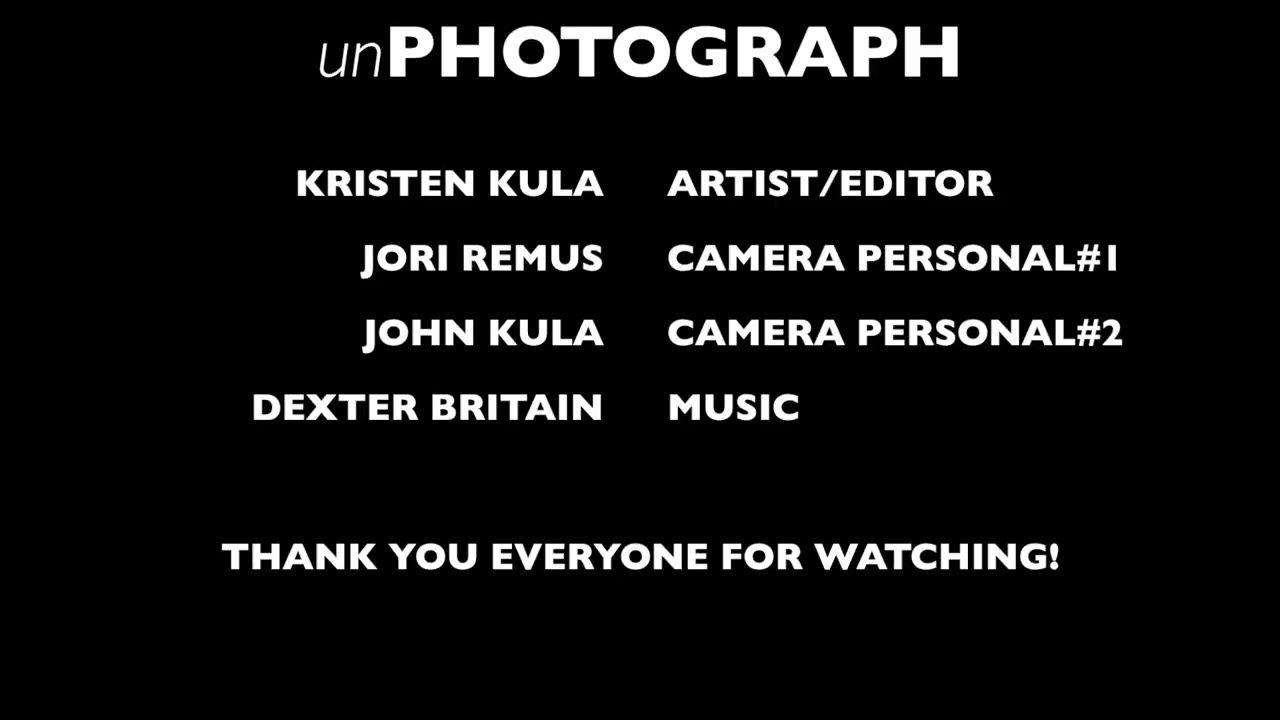 unPHOTOGRAPH
KRISTEN KULA ARTIST/EDITOR
JORI REMUS CAMERA PERSONAL#1
JOHN KULA CAMERA PERSONAL#2
DEXTER BRITAIN MUSIC
THANK YOU EVERYONE FOR WATCHING!